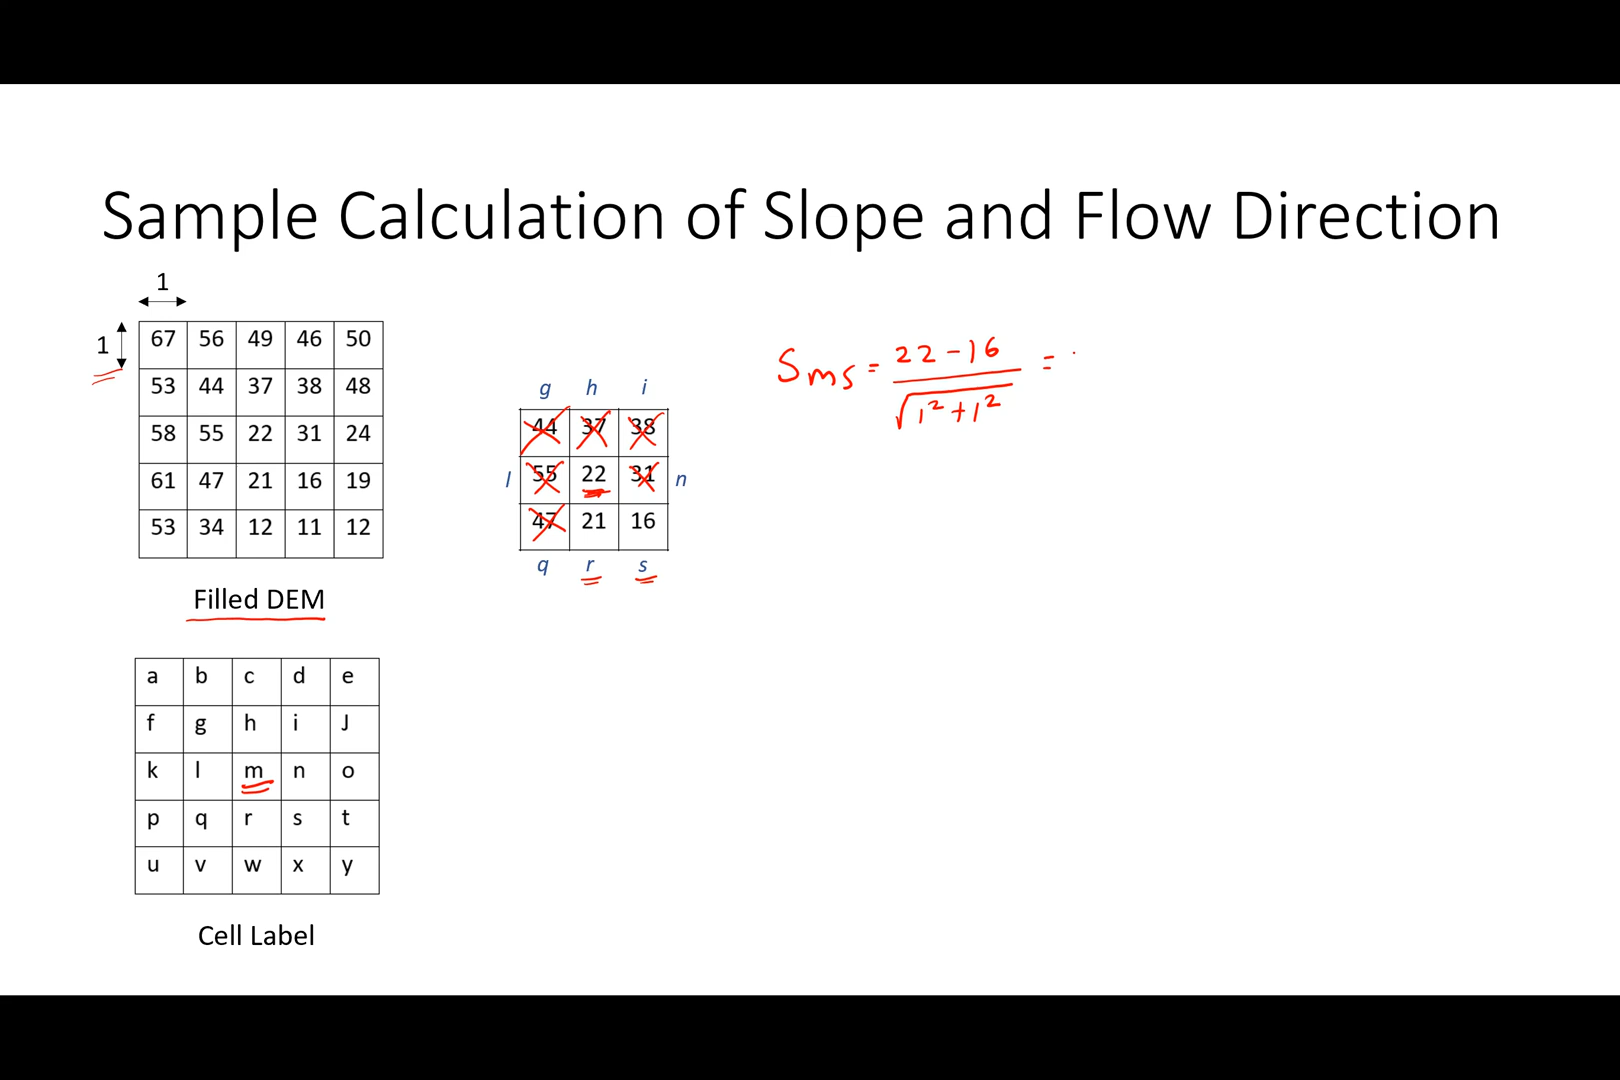 Sample Calculation of Slope and Flow Direction
1
1
67 56 49 46 50
53 44 37 38 48
58 55 22 31 24
61 47 21 16 19
53 34 12 11 12
Filled DEM
g h i
44 37 38
l 55 22 31 n
47 21 16
q r s
Sms = 22-16 / √1²+1² =
a b c d e
f g h i J
k l m n o
p q r s t
u v w x y
Cell Label